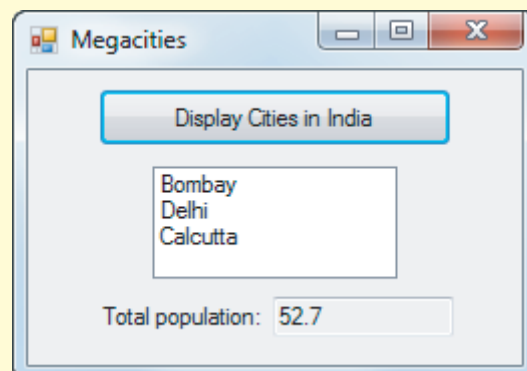 Megacities
Display Cities in India
Bombay
Delhi
Calcutta
Total population: 52.7